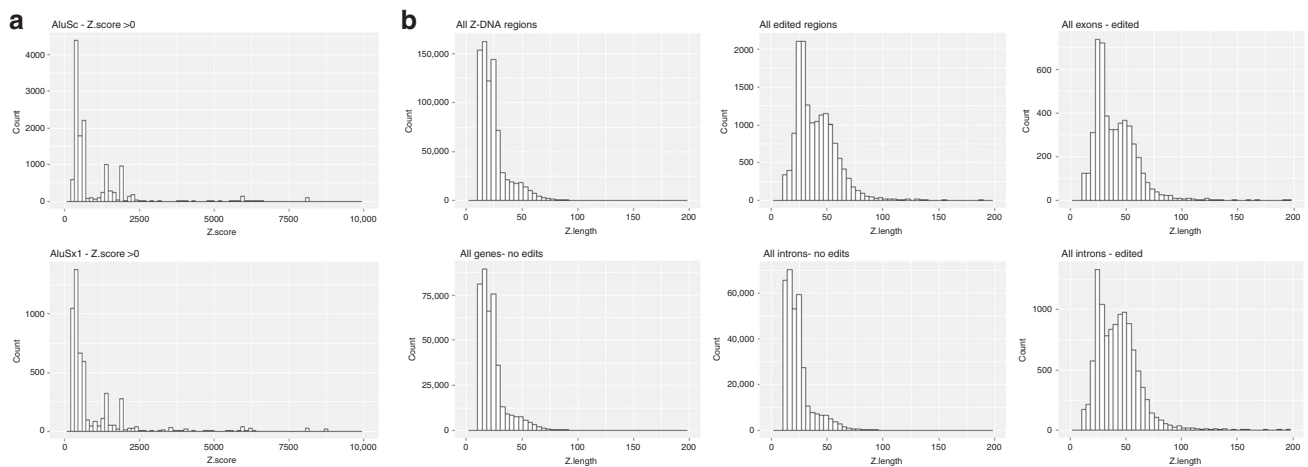 a
AluSc - Z.score >0
4000
3000
2000
1000
0
Count
0 2500 5000 7500 10,000
Z.score
AluSx1 - Z.score >0
1000
500
0
Count
0 2500 5000 7500 10,000
Z.score
b
All Z-DNA regions
150,000
100,000
50,000
0
Count
0 50 100 150 200
Z.length
All edited regions
2000
1500
1000
500
0
Count
0 50 100 150 200
Z.length
All exons - edited
600
400
200
0
Count
0 50 100 150 200
Z.length
All genes- no edits
75,000
50,000
25,000
0
Count
0 50 100 150 200
Z.length
All introns- no edits
60,000
40,000
20,000
0
Count
0 50 100 150 200
Z.length
All introns - edited
1000
500
0
Count
0 50 100 150 200
Z.length